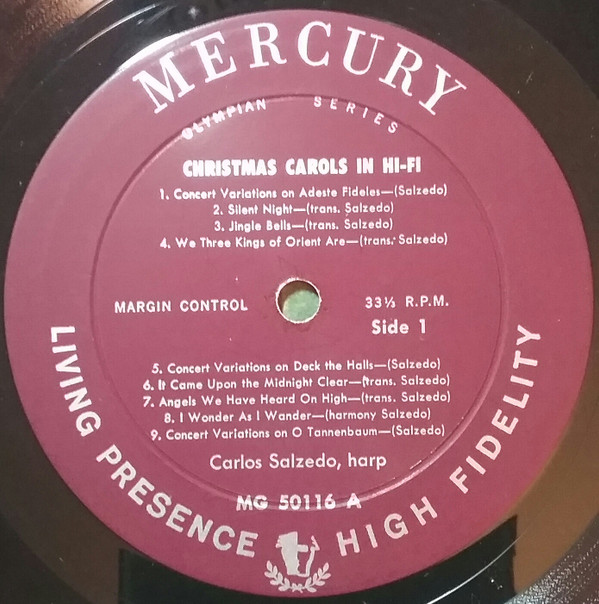 MERCURY
OLYMPIAN SERIES
CHRISTMAS CAROLS IN HI-FI
1. Concert Variations on Adeste Fideles—(Salzedo)
2. Silent Night—(trans. Salzedo)
3. Jingle Bells—(trans. Salzedo)
4. We Three Kings of Orient Are—(trans. Salzedo)
MARGIN CONTROL
33⅓ R.P.M.
Side 1
5. Concert Variations on Deck the Halls—(Salzedo)
6. It Came Upon the Midnight Clear—(trans. Salzedo)
7. Angels We Have Heard On High—(trans. Salzedo)
8. I Wonder As I Wander—(harmony Salzedo)
9. Concert Variations on O Tannenbaum—(Salzedo)
Carlos Salzedo, harp
MG 50116 A
LIVING PRESENCE HIGH FIDELITY